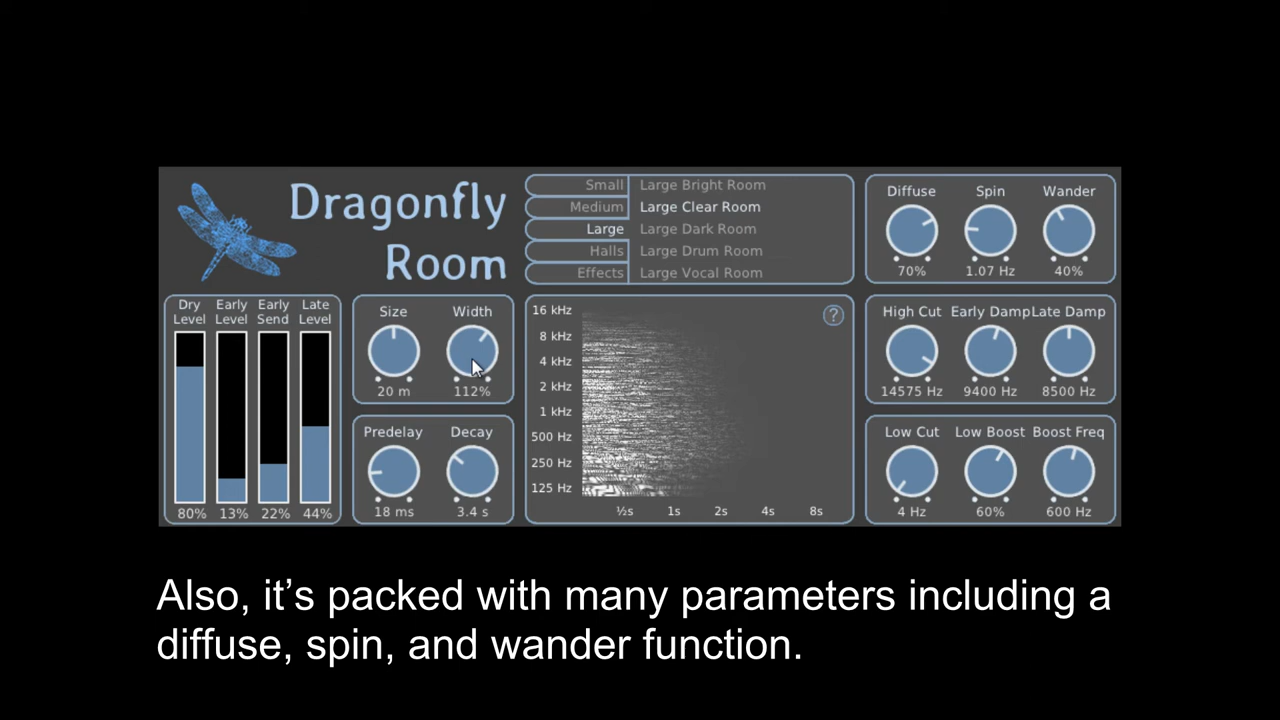 Dragonfly
Room
Small
Medium
Large
Halls
Effects
Large Bright Room
Large Clear Room
Large Dark Room
Large Drum Room
Large Vocal Room
Diffuse Spin Wander
70% 1.07 Hz 40%
Dry Level
Early Level
Early Send
Late Level
80% 13% 22% 44%
Size Width
20 m 112%
Predelay Decay
18 ms 3.4 s
16 kHz
8 kHz
4 kHz
2 kHz
1 kHz
500 Hz
250 Hz
125 Hz
½s 1s 2s 4s 8s
?
High Cut Early Damp Late Damp
14575 Hz 9400 Hz 8500 Hz
Low Cut Low Boost Boost Freq
4 Hz 60% 600 Hz
Also, it’s packed with many parameters including a
diffuse, spin, and wander function.